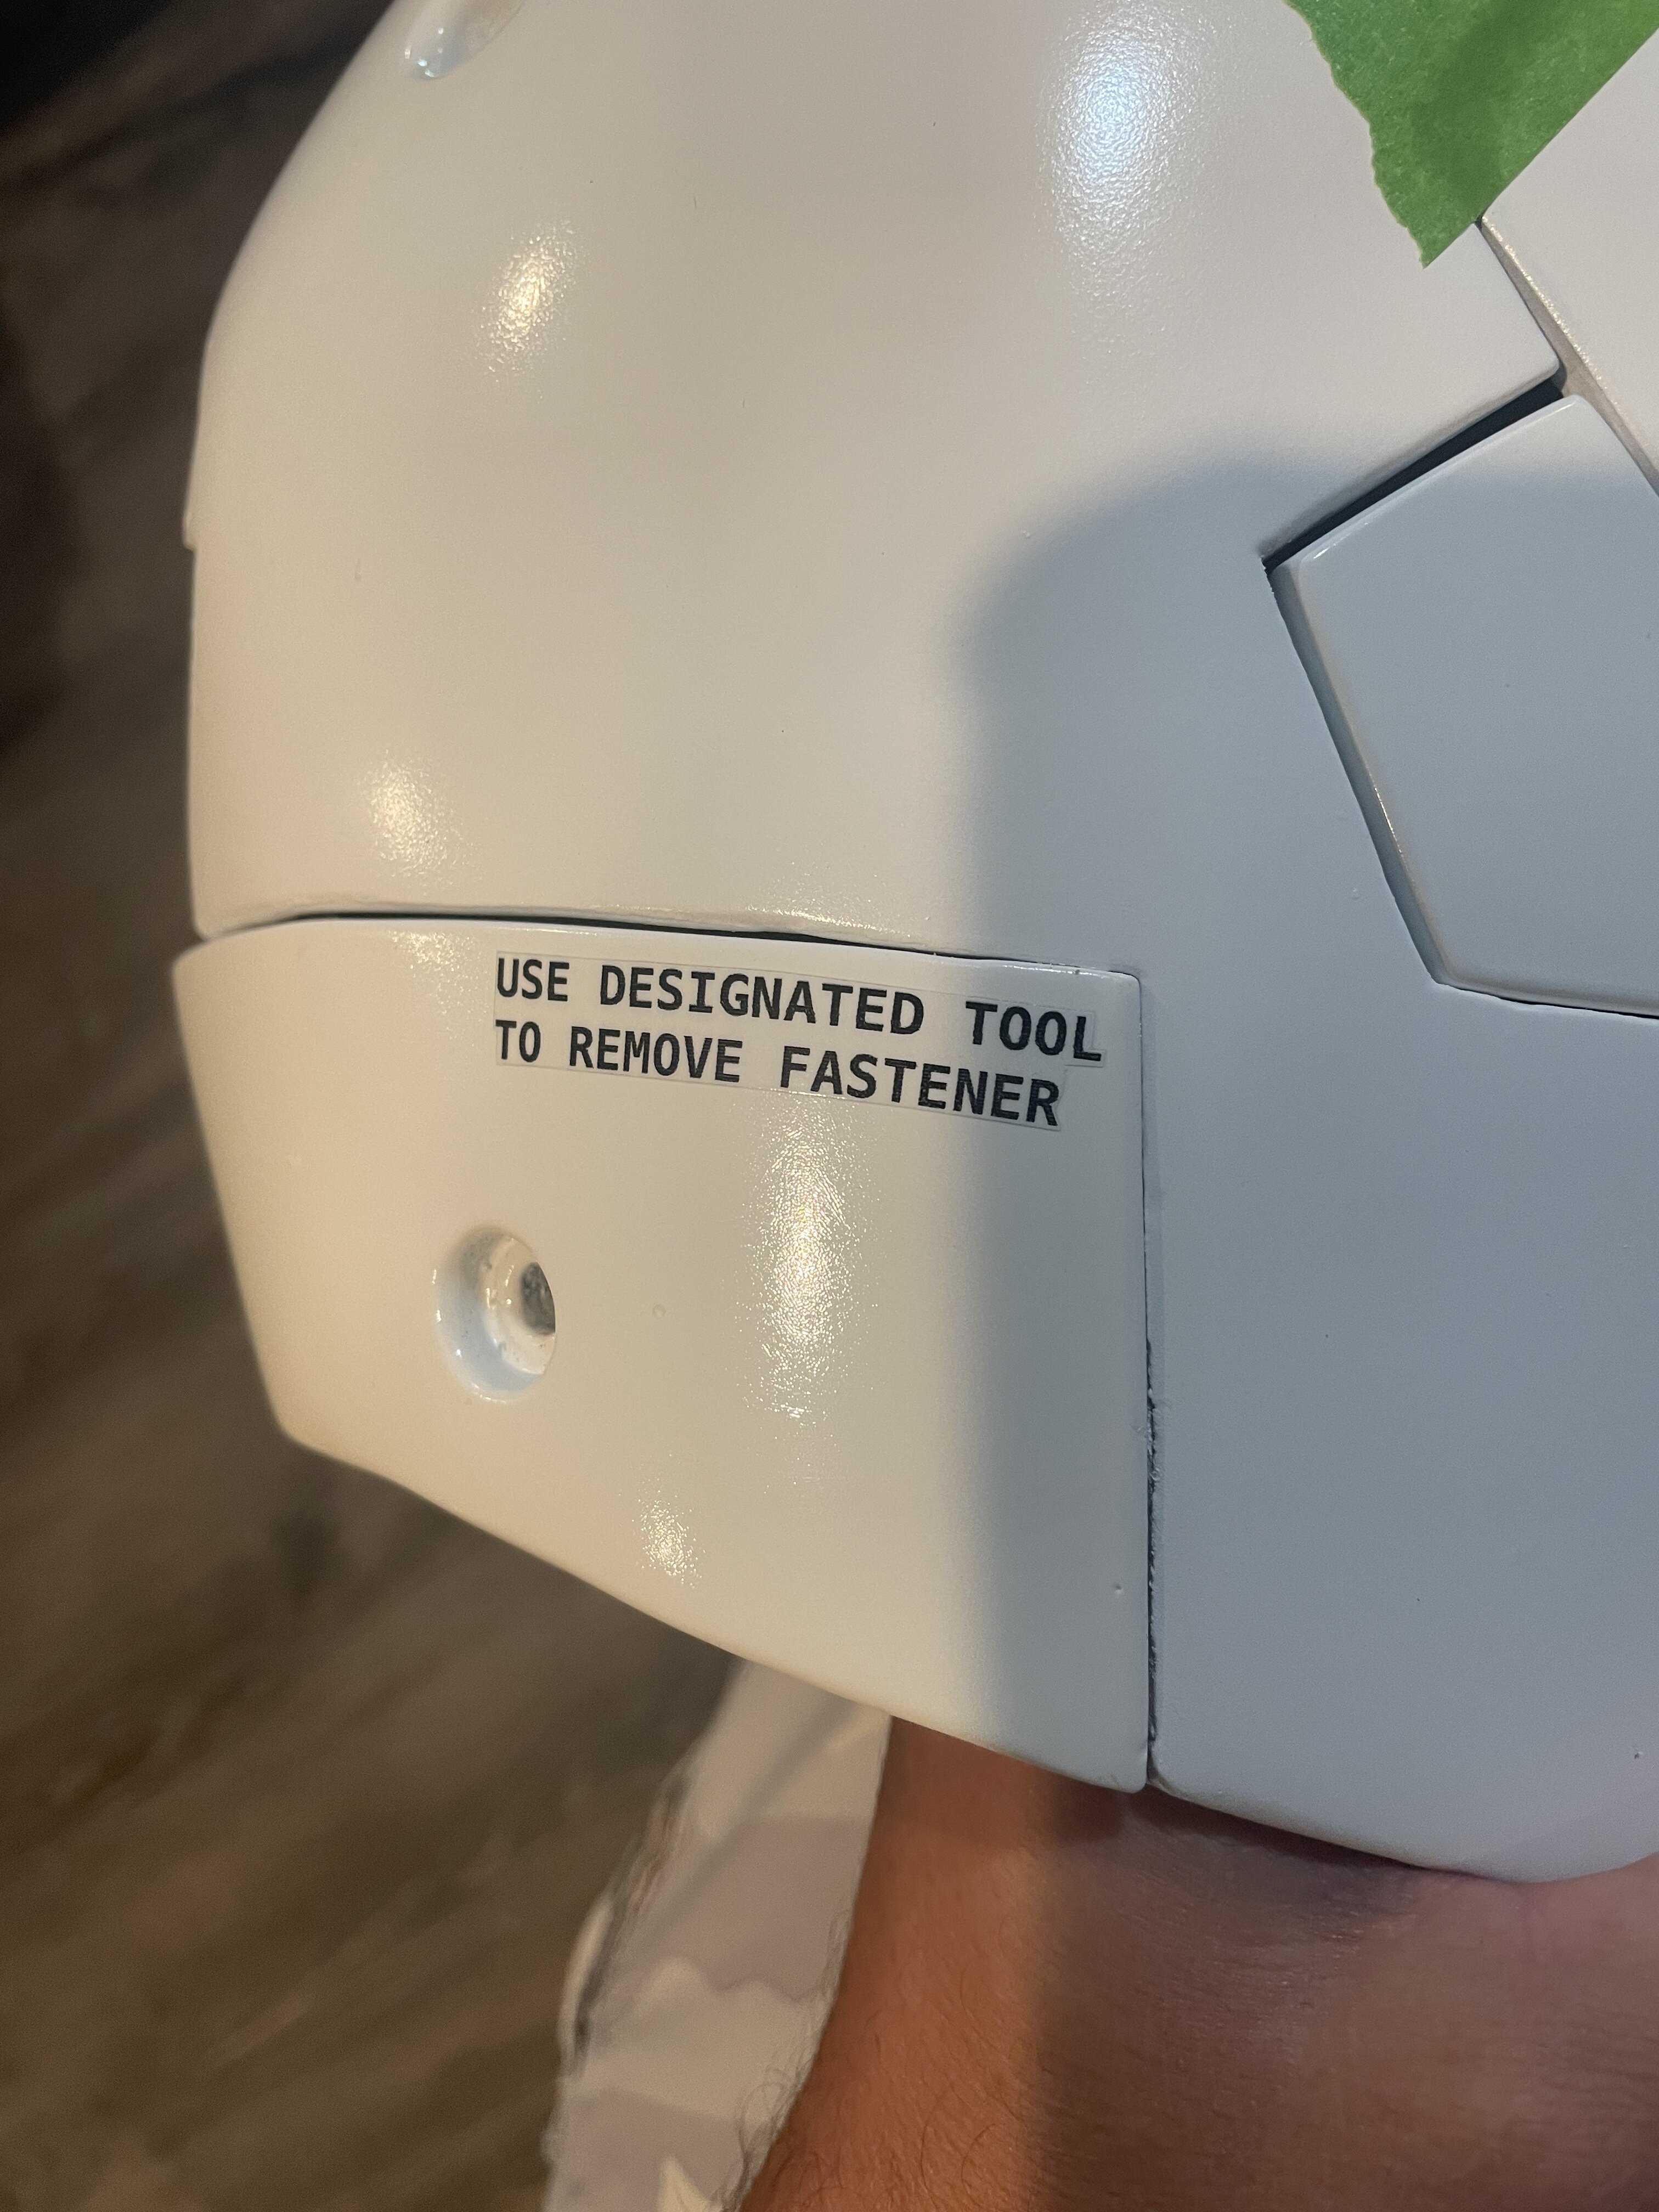 USE DESIGNATED TOOL
TO REMOVE FASTENER